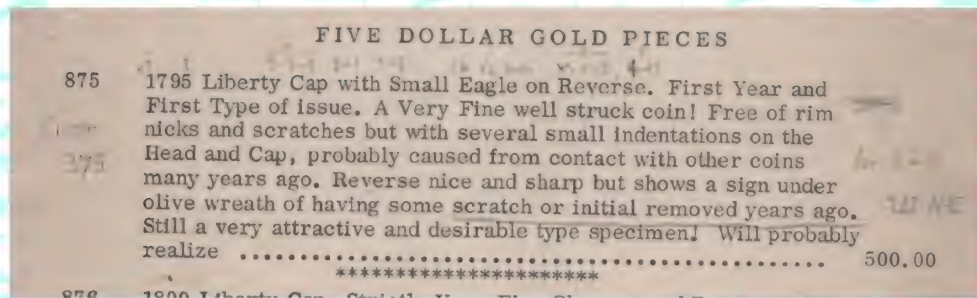 FIVE DOLLAR GOLD PIECES
875 1795 Liberty Cap with Small Eagle on Reverse. First Year and
First Type of issue. A Very Fine well struck coin! Free of rim
nicks and scratches but with several small indentations on the
Head and Cap, probably caused from contact with other coins
375
many years ago. Reverse nice and sharp but shows a sign under
olive wreath of having some scratch or initial removed years ago.
Still a very attractive and desirable type specimen! Will probably
realize .................................................. 500.00
**********************
876 1800 Liberty Cap.